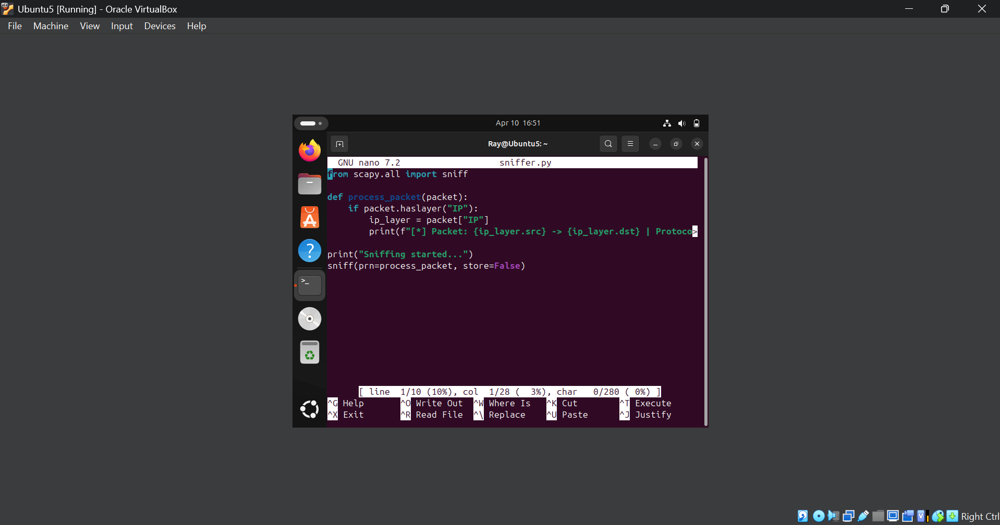 Ubuntu5 [Running] - Oracle VirtualBox
File Machine View Input Devices Help
Apr 10 16:51
Ray@Ubuntu5: ~
GNU nano 7.2 sniffer.py
from scapy.all import sniff
def process_packet(packet):
if packet.haslayer("IP"):
ip_layer = packet["IP"]
print(f"[*] Packet: {ip_layer.src} -> {ip_layer.dst} | Protoco>
print("Sniffing started...")
sniff(prn=process_packet, store=False)
[ line 1/10 (10%), col 1/28 ( 3%), char 0/280 ( 0%) ]
^G Help ^O Write Out ^W Where Is ^K Cut ^T Execute
^X Exit ^R Read File ^\ Replace ^U Paste ^J Justify
Right Ctrl